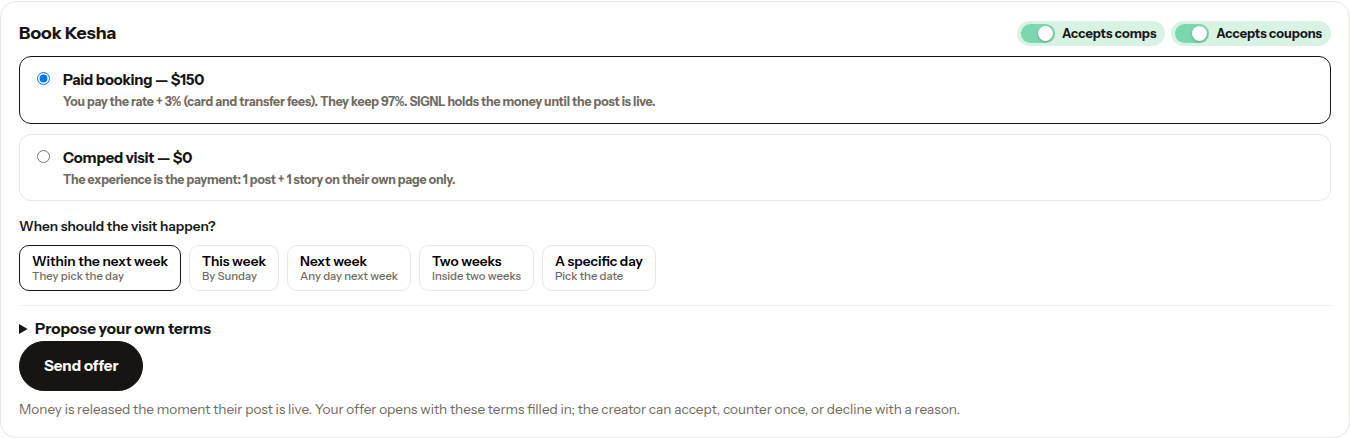 Book Kesha
Accepts comps
Accepts coupons
Paid booking — $150
You pay the rate + 3% (card and transfer fees). They keep 97%. SIGNL holds the money until the post is live.
Comped visit — $0
The experience is the payment: 1 post + 1 story on their own page only.
When should the visit happen?
Within the next week
They pick the day
This week
By Sunday
Next week
Any day next week
Two weeks
Inside two weeks
A specific day
Pick the date
Propose your own terms
Send offer
Money is released the moment their post is live. Your offer opens with these terms filled in; the creator can accept, counter once, or decline with a reason.